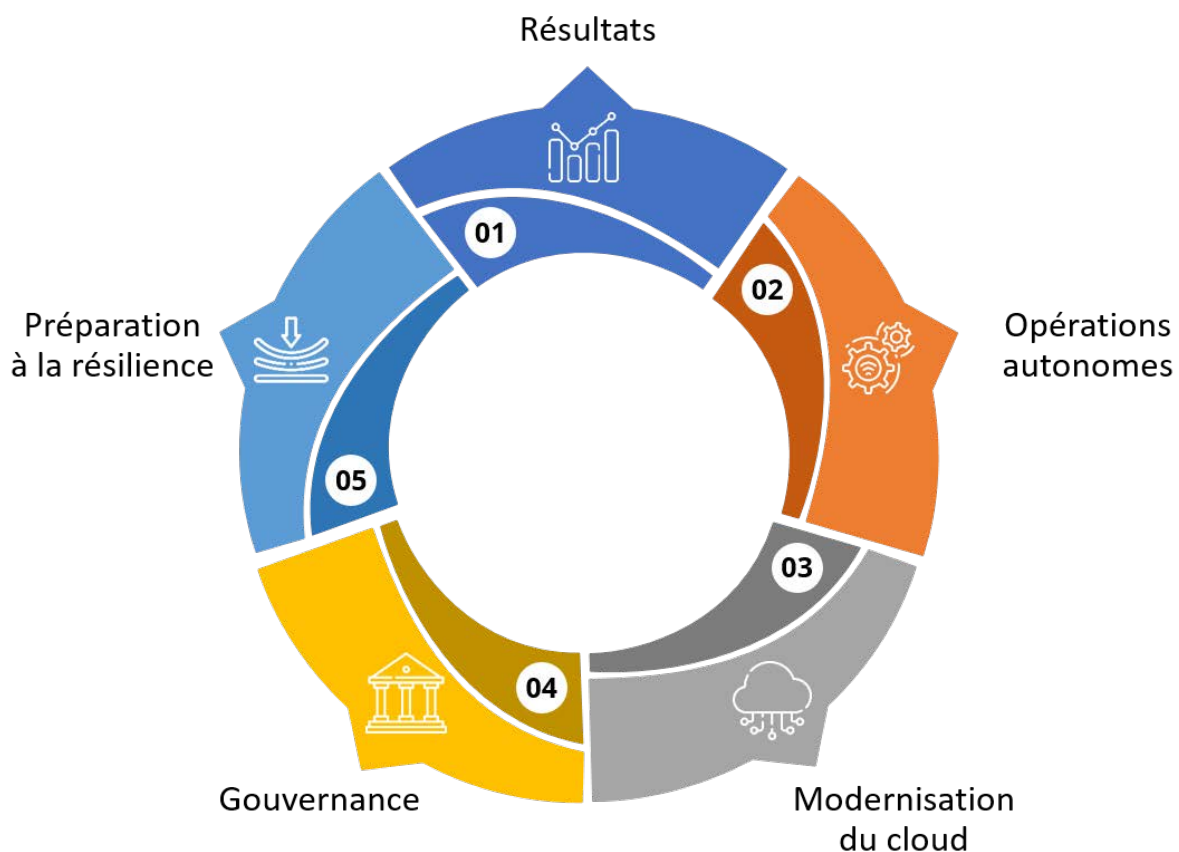 Résultats
01
02
Opérations
autonomes
03
Modernisation
du cloud
04
Gouvernance
05
Préparation
à la résilience